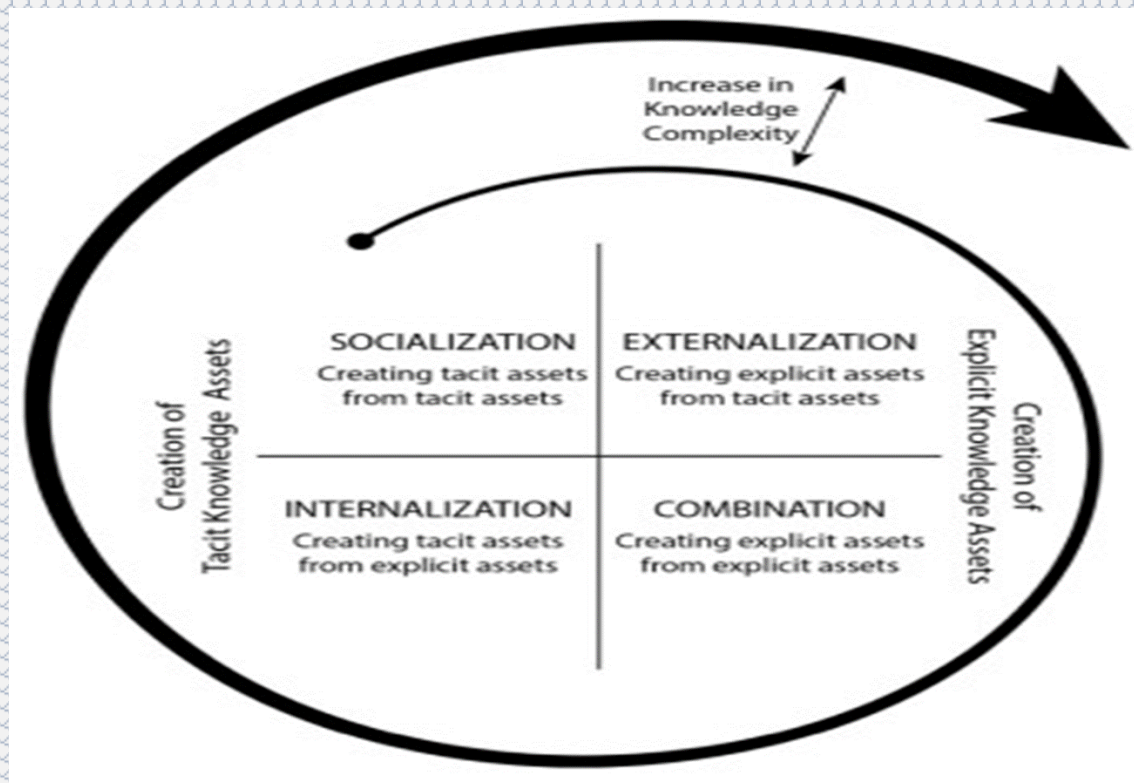 Increase in
Knowledge
Complexity
SOCIALIZATION
Creating tacit assets
from tacit assets
EXTERNALIZATION
Creating explicit assets
from tacit assets
Creation of
Tacit Knowledge Assets
Creation of
Explicit Knowledge Assets
INTERNALIZATION
Creating tacit assets
from explicit assets
COMBINATION
Creating explicit assets
from explicit assets